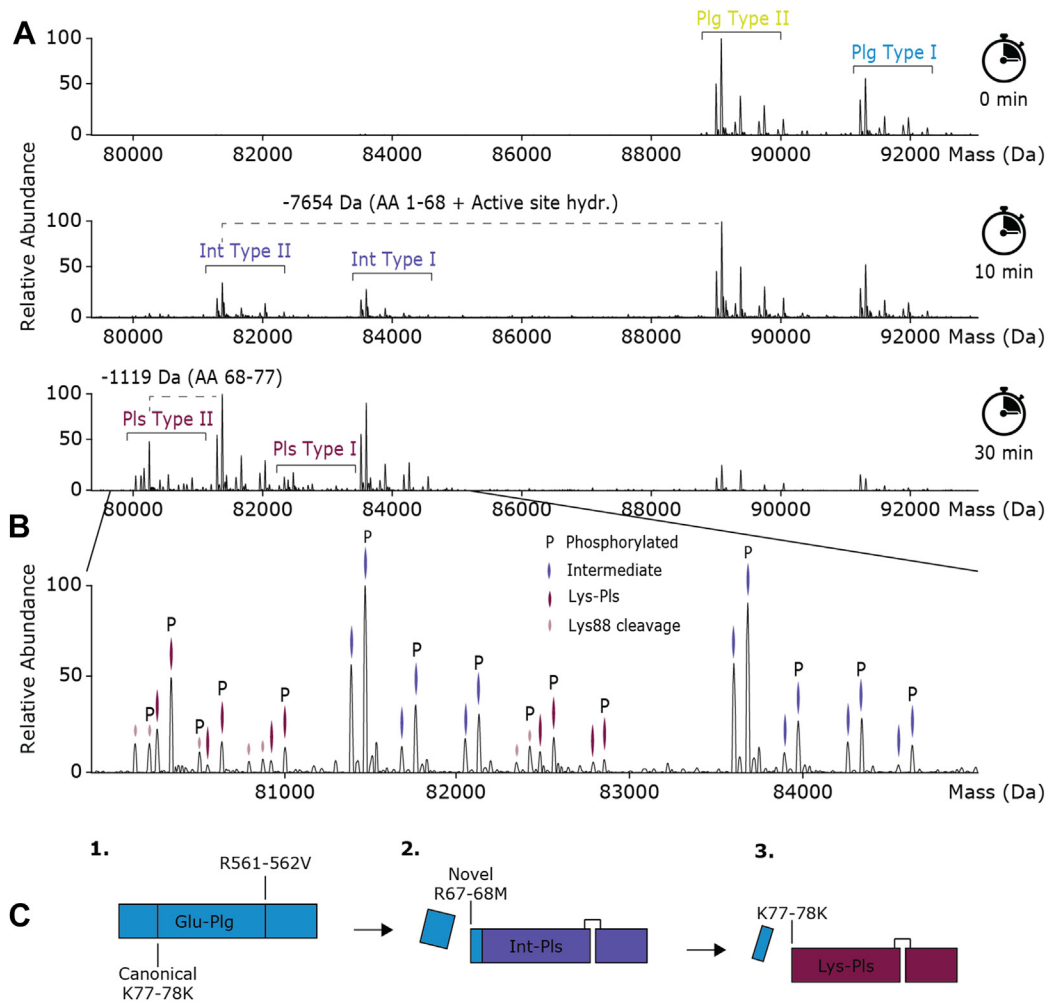 A
Plg Type II
Plg Type I
100
50
0
80000 82000 84000 86000 88000 90000 92000 Mass (Da)
0 min
Relative Abundance
-7654 Da (AA 1-68 + Active site hydr.)
Int Type II
Int Type I
100
50
0
80000 82000 84000 86000 88000 90000 92000 Mass (Da)
10 min
-1119 Da (AA 68-77)
Pls Type II
Pls Type I
100
50
0
80000 82000 84000 86000 88000 90000 92000 Mass (Da)
30 min
B
P Phosphorylated
Intermediate
Lys-Pls
Lys88 cleavage
Relative Abundance
100
50
0
P P P P P P P P P P P P P P
81000 82000 83000 84000 Mass (Da)
C
1.
R561-562V
Glu-Plg
Canonical
K77-78K
2.
Novel
R67-68M
Int-Pls
3.
K77-78K
Lys-Pls